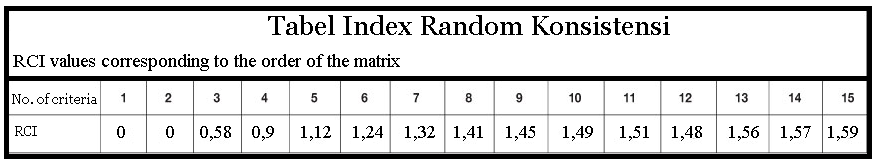 Tabel Index Random Konsistensi
RCI values corresponding to the order of the matrix
No. of criteria 1 2 3 4 5 6 7 8 9 10 11 12 13 14 15
RCI 0 0 0,58 0,9 1,12 1,24 1,32 1,41 1,45 1,49 1,51 1,48 1,56 1,57 1,59